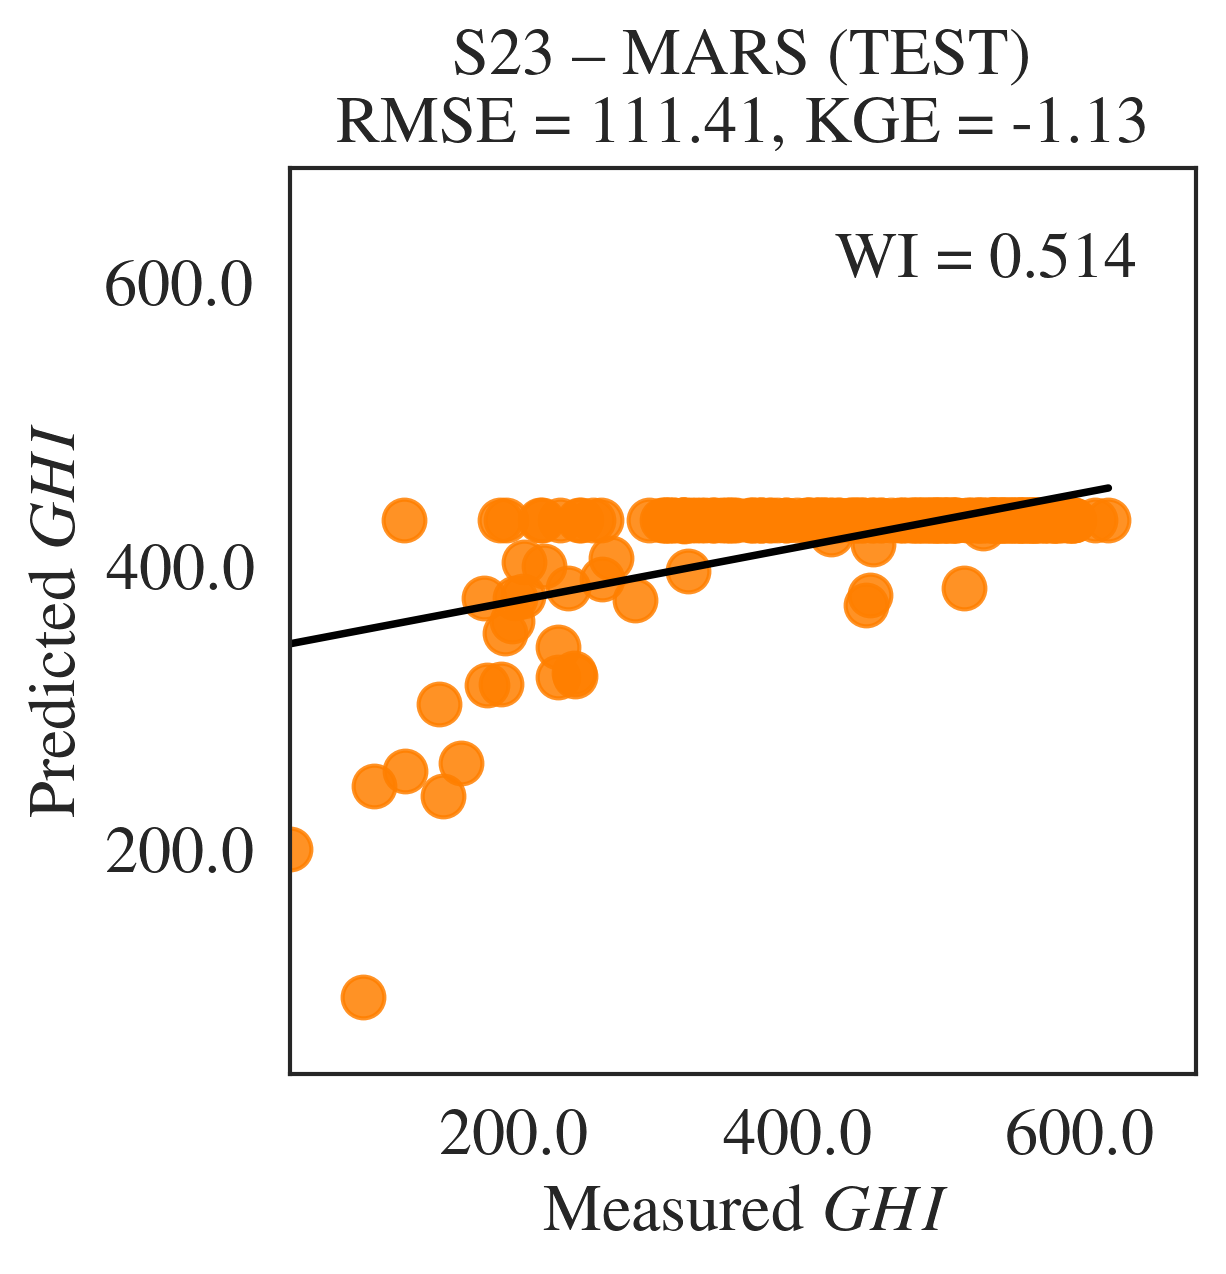 S23 – MARS (TEST)
RMSE = 111.41, KGE = -1.13
WI = 0.514
600.0
400.0
200.0
Predicted GHI
200.0 400.0 600.0
Measured GHI